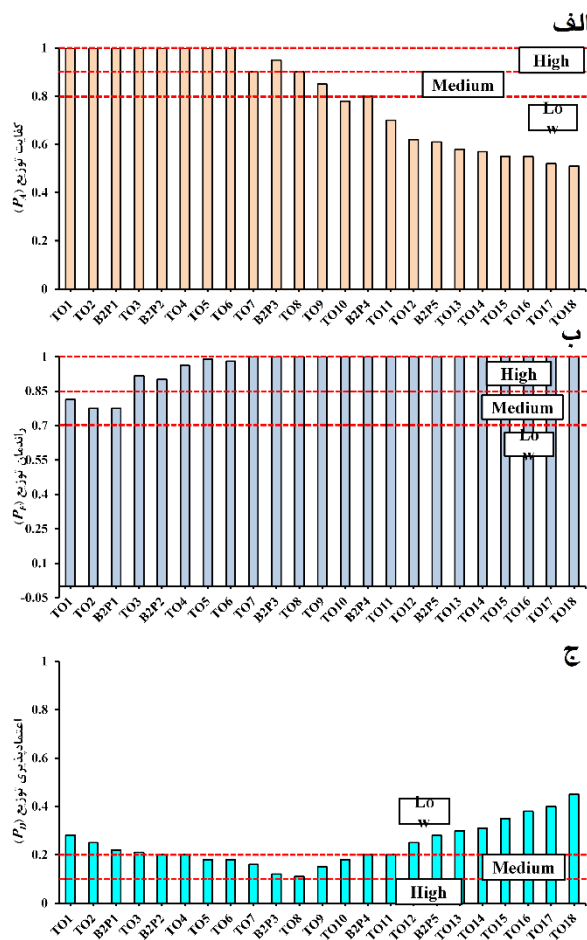 الف
1
0.8
0.6
0.4
0.2
0
High
Medium
Lo
w
کفایت توزیع (PA)
TO1 TO2 B2P1 TO3 B2P2 TO4 TO5 TO6 TO7 B2P3 TO8 TO9 TO10 B2P4 TO11 TO12 B2P5 TO13 TO14 TO15 TO16 TO17 TO18
ب
1
0.85
0.7
0.55
0.4
0.25
0.1
-0.05
High
Medium
Lo
w
راندمان توزیع (PF)
TO1 TO2 B2P1 TO3 B2P2 TO4 TO5 TO6 TO7 B2P3 TO8 TO9 TO10 B2P4 TO11 TO12 B2P5 TO13 TO14 TO15 TO16 TO17 TO18
ج
1
0.8
0.6
0.4
0.2
0
Lo
w
Medium
High
اعتمادپذیری توزیع (PD)
TO1 TO2 B2P1 TO3 B2P2 TO4 TO5 TO6 TO7 B2P3 TO8 TO9 TO10 B2P4 TO11 TO12 B2P5 TO13 TO14 TO15 TO16 TO17 TO18